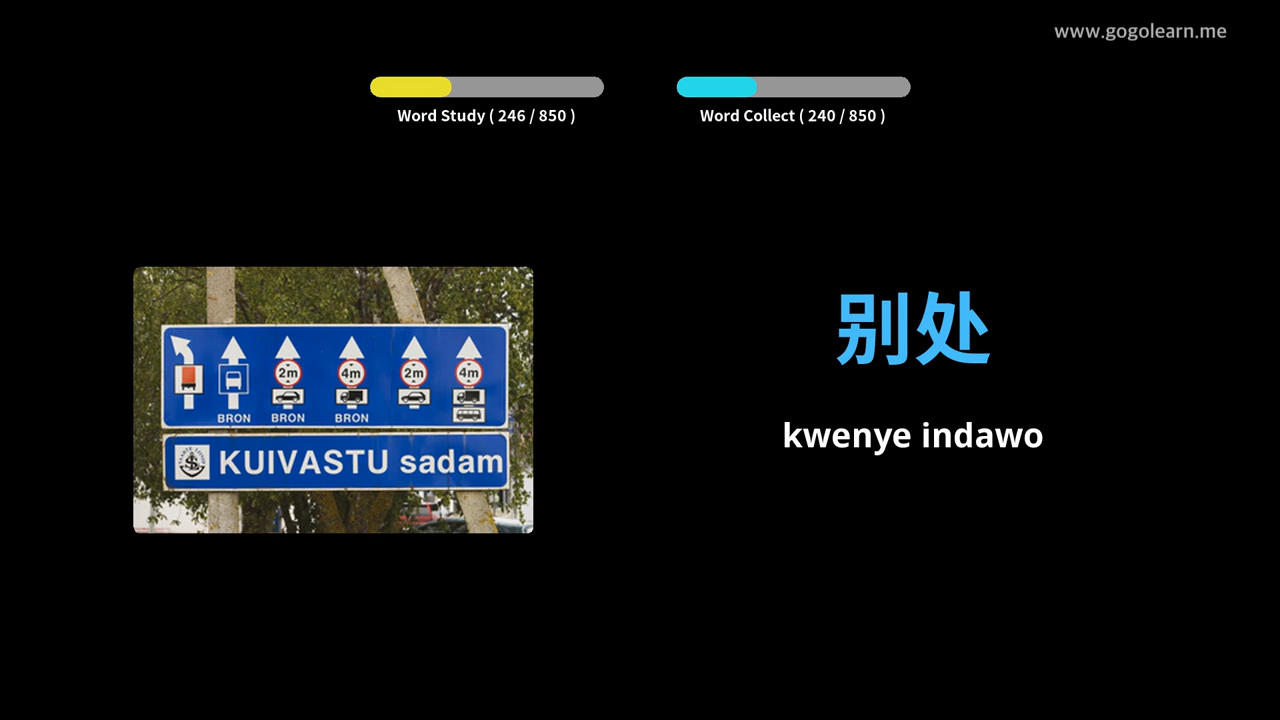 www.gogolearn.me
Word Study ( 246 / 850 )
Word Collect ( 240 / 850 )
2m 4m 2m 4m
BRON BRON BRON
KUIVASTU sadam
别处
kwenye indawo